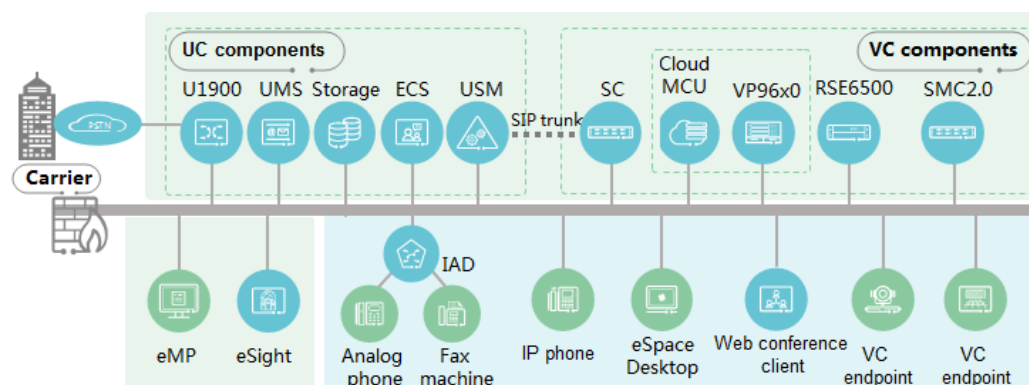 UC components
VC components
U1900
UMS
Storage
ECS
USM
SIP trunk
SC
Cloud
MCU
VP96x0
RSE6500
SMC2.0
PSTN
Carrier
IAD
eMP
eSight
Analog
phone
Fax
machine
IP phone
eSpace
Desktop
Web conference
client
VC
endpoint
VC
endpoint